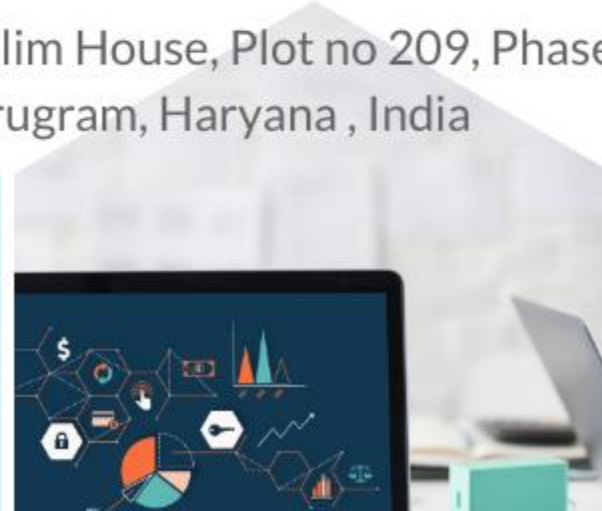 lim House, Plot no 209, Phase
rugram, Haryana , India
$